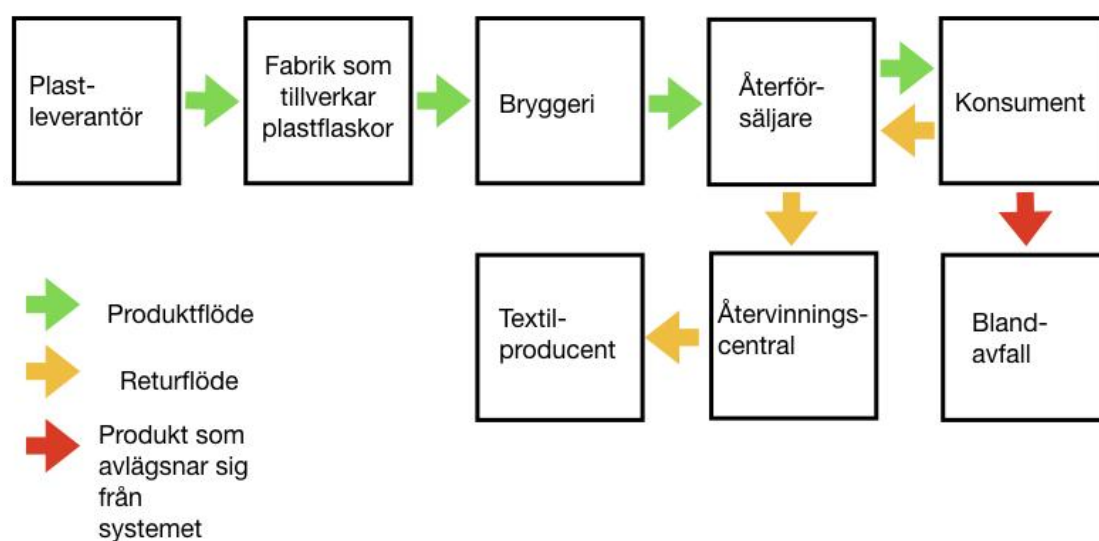 Plast-
leverantör
Fabrik som
tillverkar
plastflaskor
Bryggeri
Återför-
säljare
Konsument
Textil-
producent
Återvinnings-
central
Bland-
avfall
Produktflöde
Returflöde
Produkt som
avlägsnar sig
från
systemet